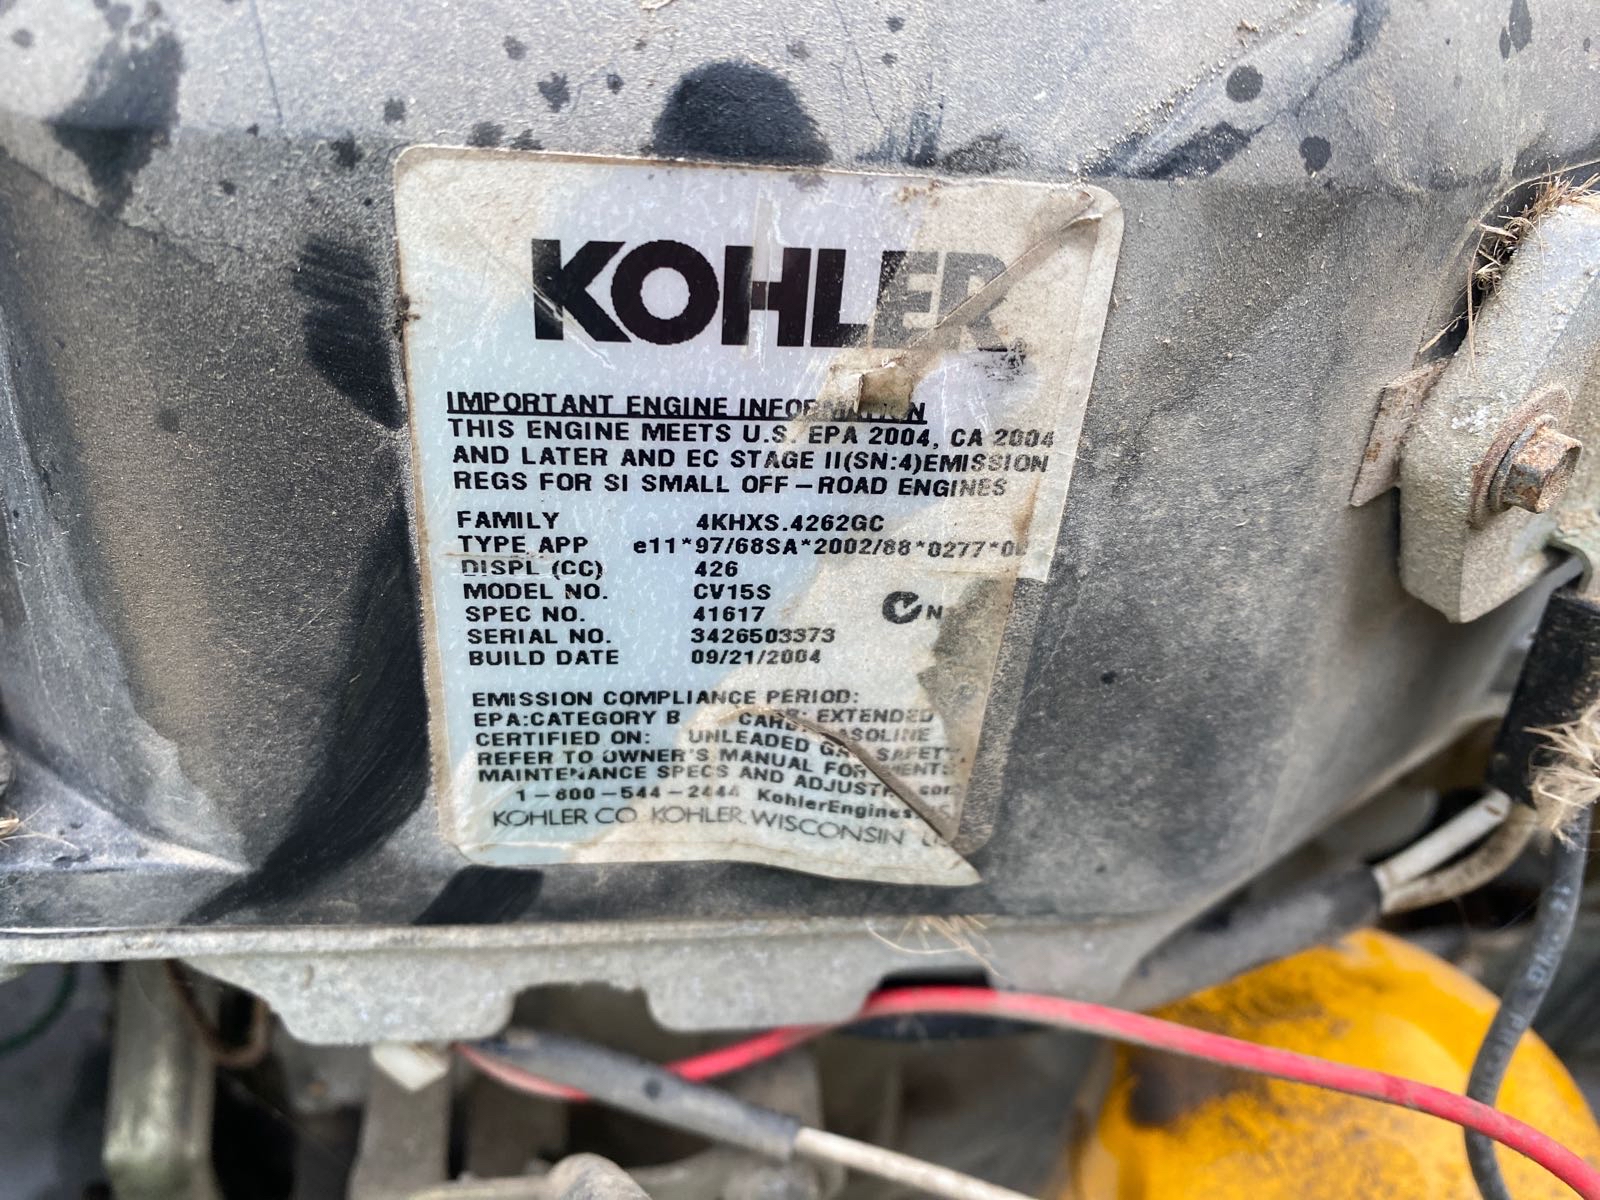 KOHLER
IMPORTANT ENGINE INFORMATION
THIS ENGINE MEETS U.S. EPA 2004, CA 2004
AND LATER AND EC STAGE II(SN:4)EMISSION
REGS FOR SI SMALL OFF-ROAD ENGINES
FAMILY 4KHXS.4262GC
TYPE APP e11*97/68SA*2002/88*0277*0
DISPL (CC) 426
MODEL NO. CV15S
SPEC NO. 41617 N
SERIAL NO. 3426503373
BUILD DATE 09/21/2004
EMISSION COMPLIANCE PERIOD:
EPA:CATEGORY B CARB: EXTENDED
CERTIFIED ON: UNLEADED GASOLINE
REFER TO OWNER'S MANUAL FOR SAFETY,
MAINTENANCE SPECS AND ADJUSTMENTS
1-800-544-2444 KohlerEngines.com
KOHLER CO. KOHLER, WISCONSIN